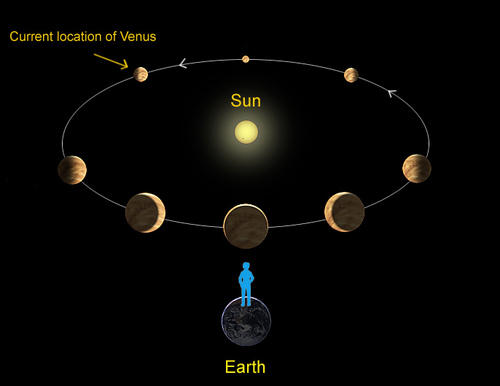 Current location of Venus
Sun
Earth